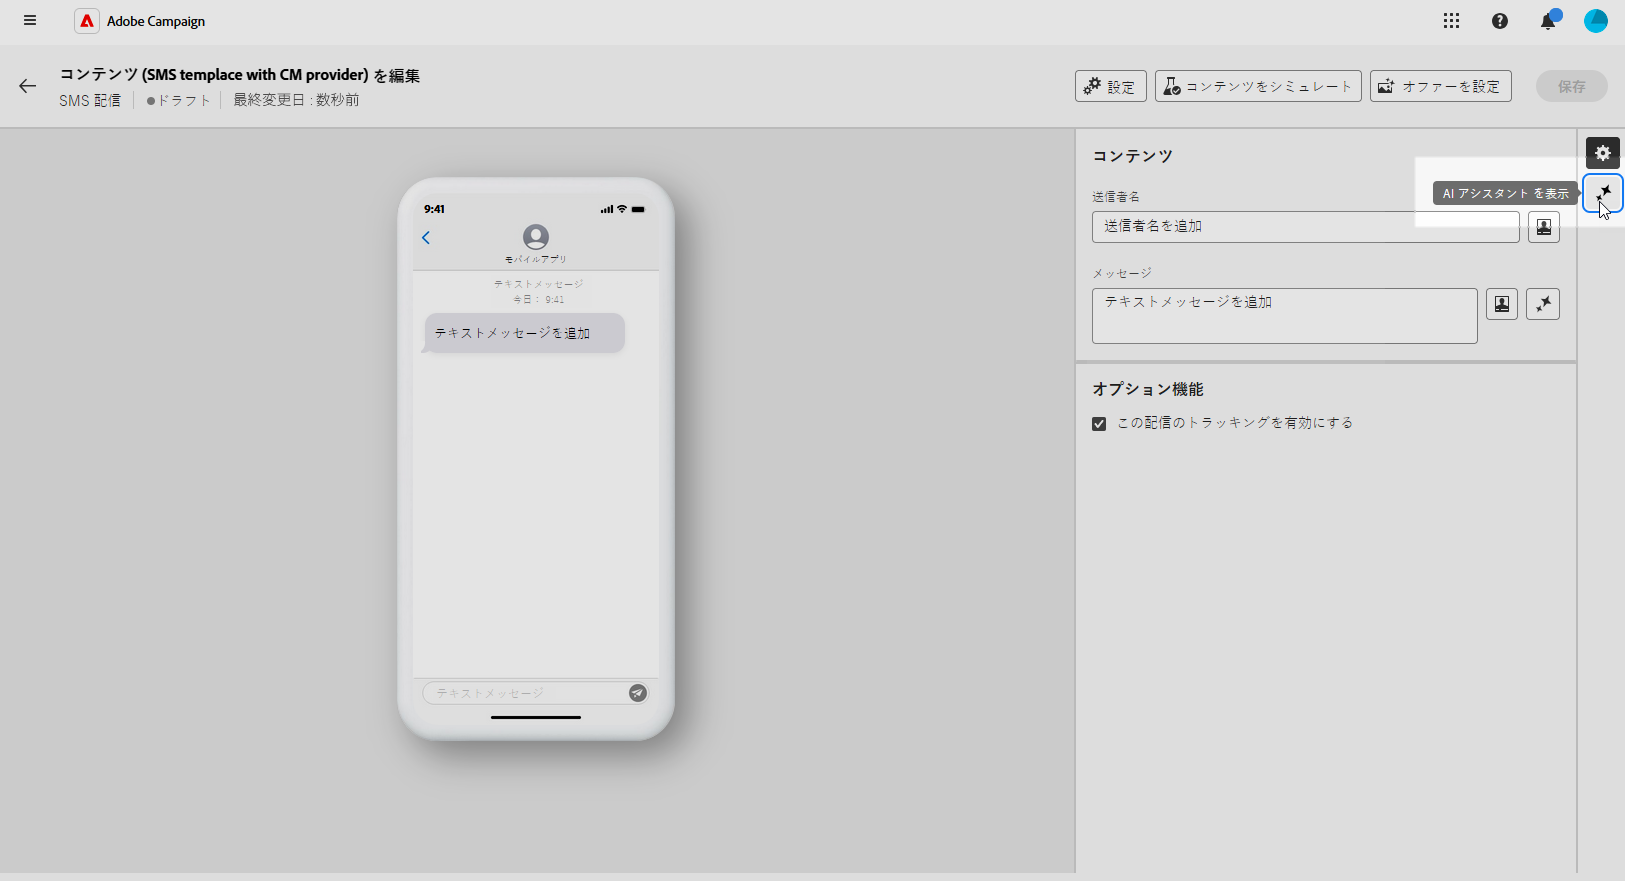 Adobe Campaign
コンテンツ (SMS templace with CM provider) を編集
SMS 配信
ドラフト
最終変更日 : 数秒前
設定
コンテンツをシミュレート
オファーを設定
保存
9:41
モバイルアプリ
テキストメッセージ
今日： 9:41
テキストメッセージを追加
テキストメッセージ
コンテンツ
AI アシスタント を表示
送信者名
送信者名を追加
メッセージ
テキストメッセージを追加
オプション機能
この配信のトラッキングを有効にする